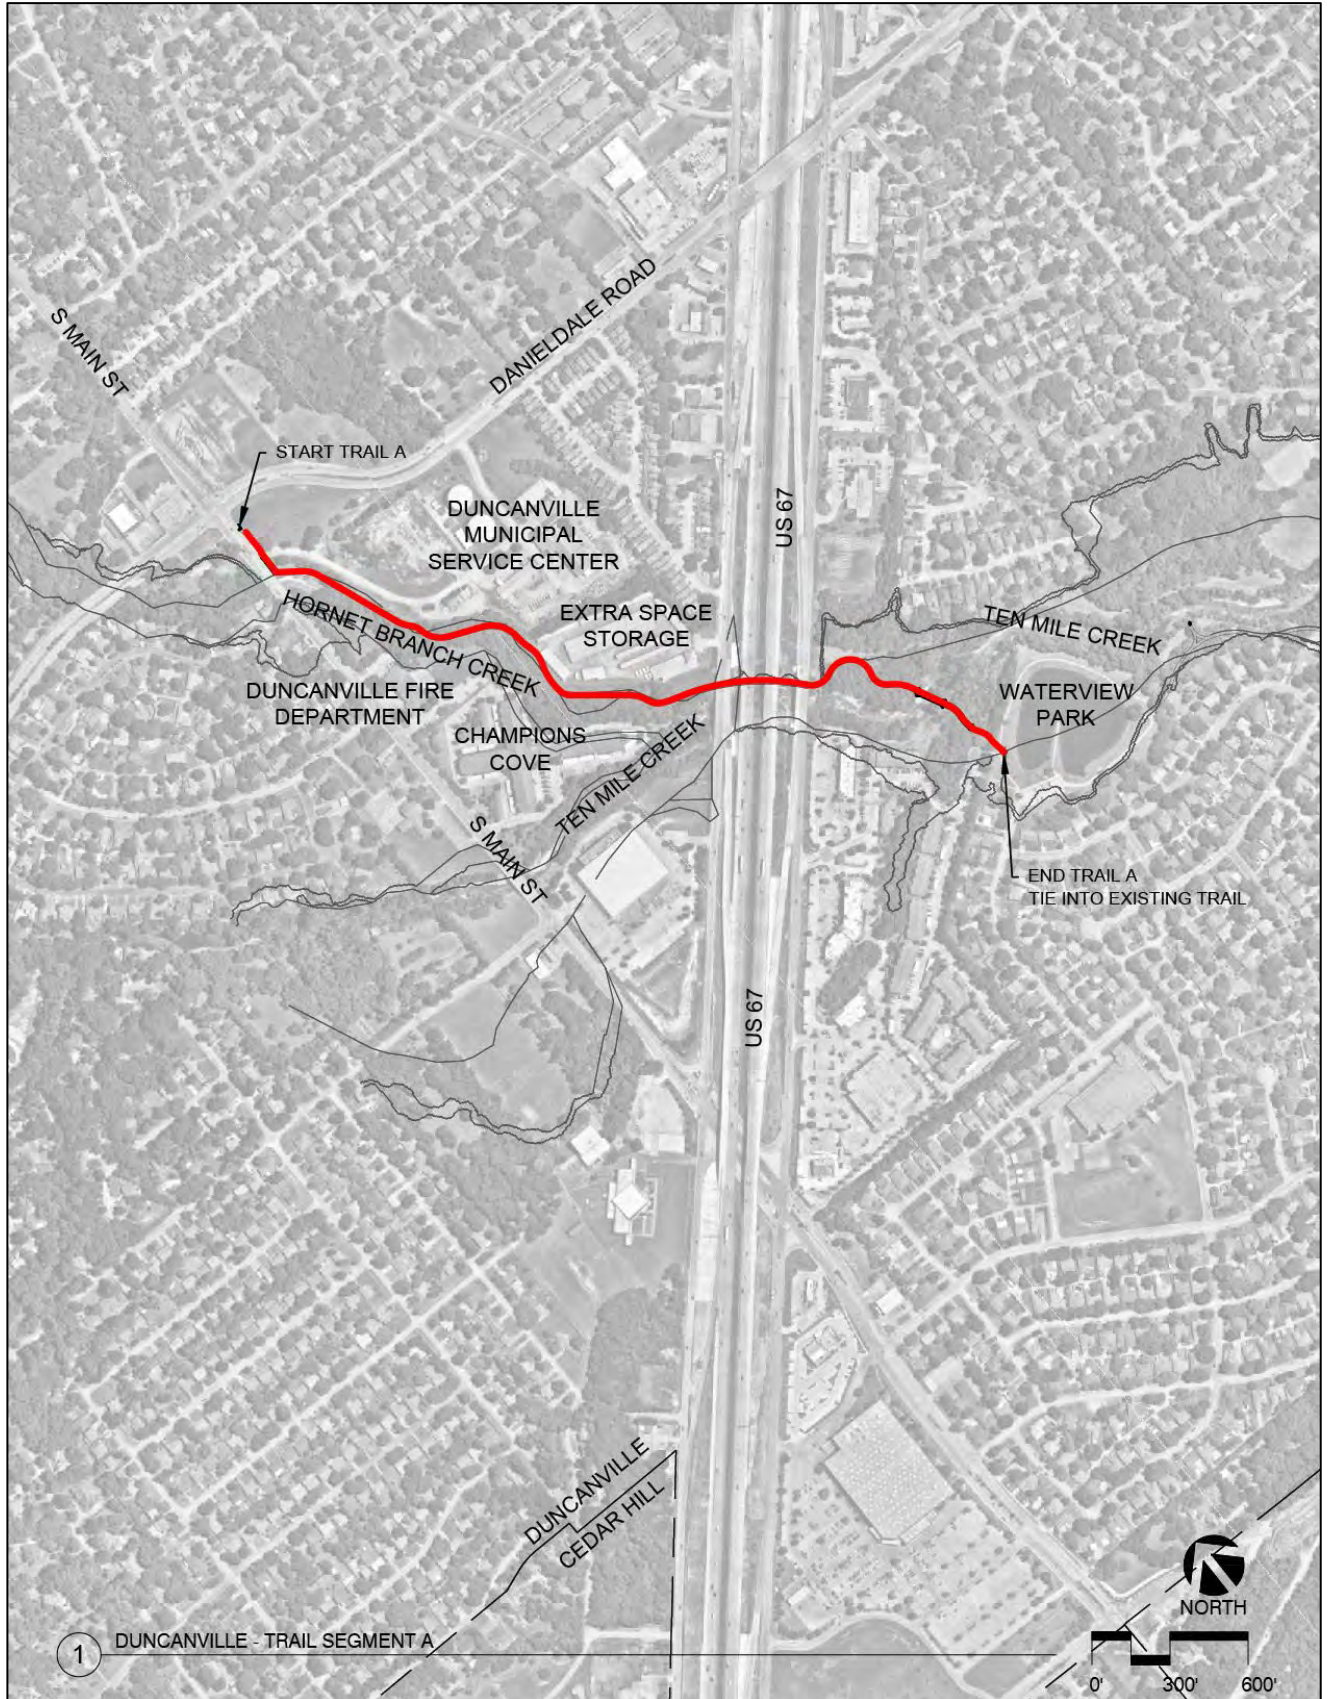 S MAIN ST
DANIELDALE ROAD
START TRAIL A
DUNCANVILLE
MUNICIPAL
SERVICE CENTER
US 67
HORNET BRANCH CREEK
EXTRA SPACE
STORAGE
TEN MILE CREEK
DUNCANVILLE FIRE
DEPARTMENT
WATERVIEW
PARK
CHAMPIONS
COVE
TEN MILE CREEK
S MAIN ST
END TRAIL A
TIE INTO EXISTING TRAIL
US 67
DUNCANVILLE
CEDAR HILL
NORTH
1
DUNCANVILLE - TRAIL SEGMENT A
0'
300'
600'